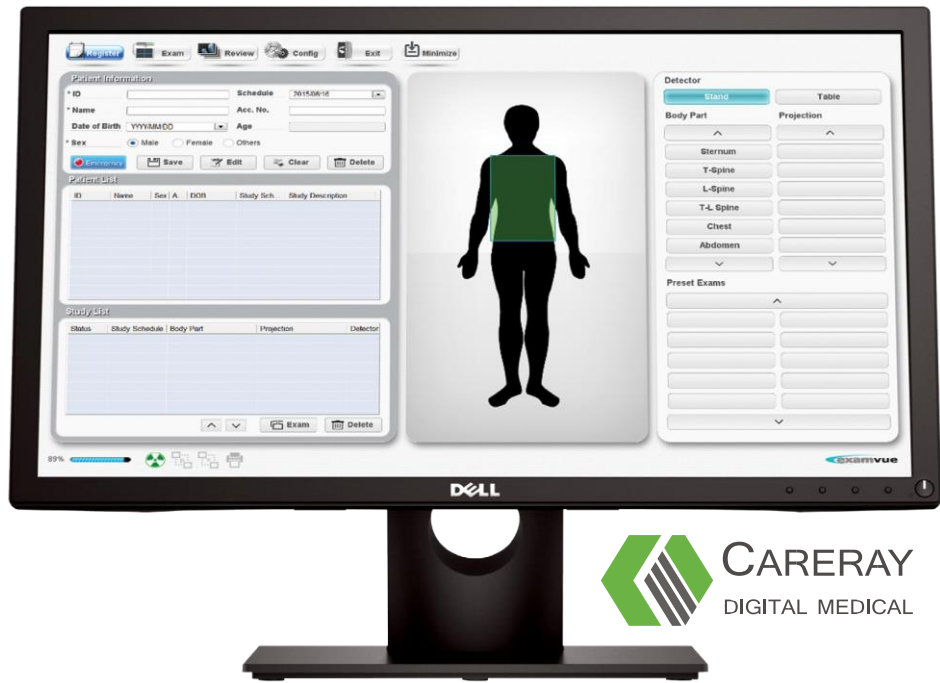 Register Exam Review Config Exit Minimize
Patient Information
* ID Schedule 2015/06/16
* Name Acc. No.
Date of Birth YYYY/MM/DD Age
* Sex Male Female Others
Emergency Save Edit Clear Delete
Patient List
ID Name Sex A... DOB Study Sch Study Description
Study List
Status Study Schedule Body Part Projection Detector
Exam Delete
89%
Detector
Stand Table
Body Part Projection
Sternum
T-Spine
L-Spine
T-L Spine
Chest
Abdomen
Preset Exams
examvue
DELL
CARERAY
DIGITAL MEDICAL